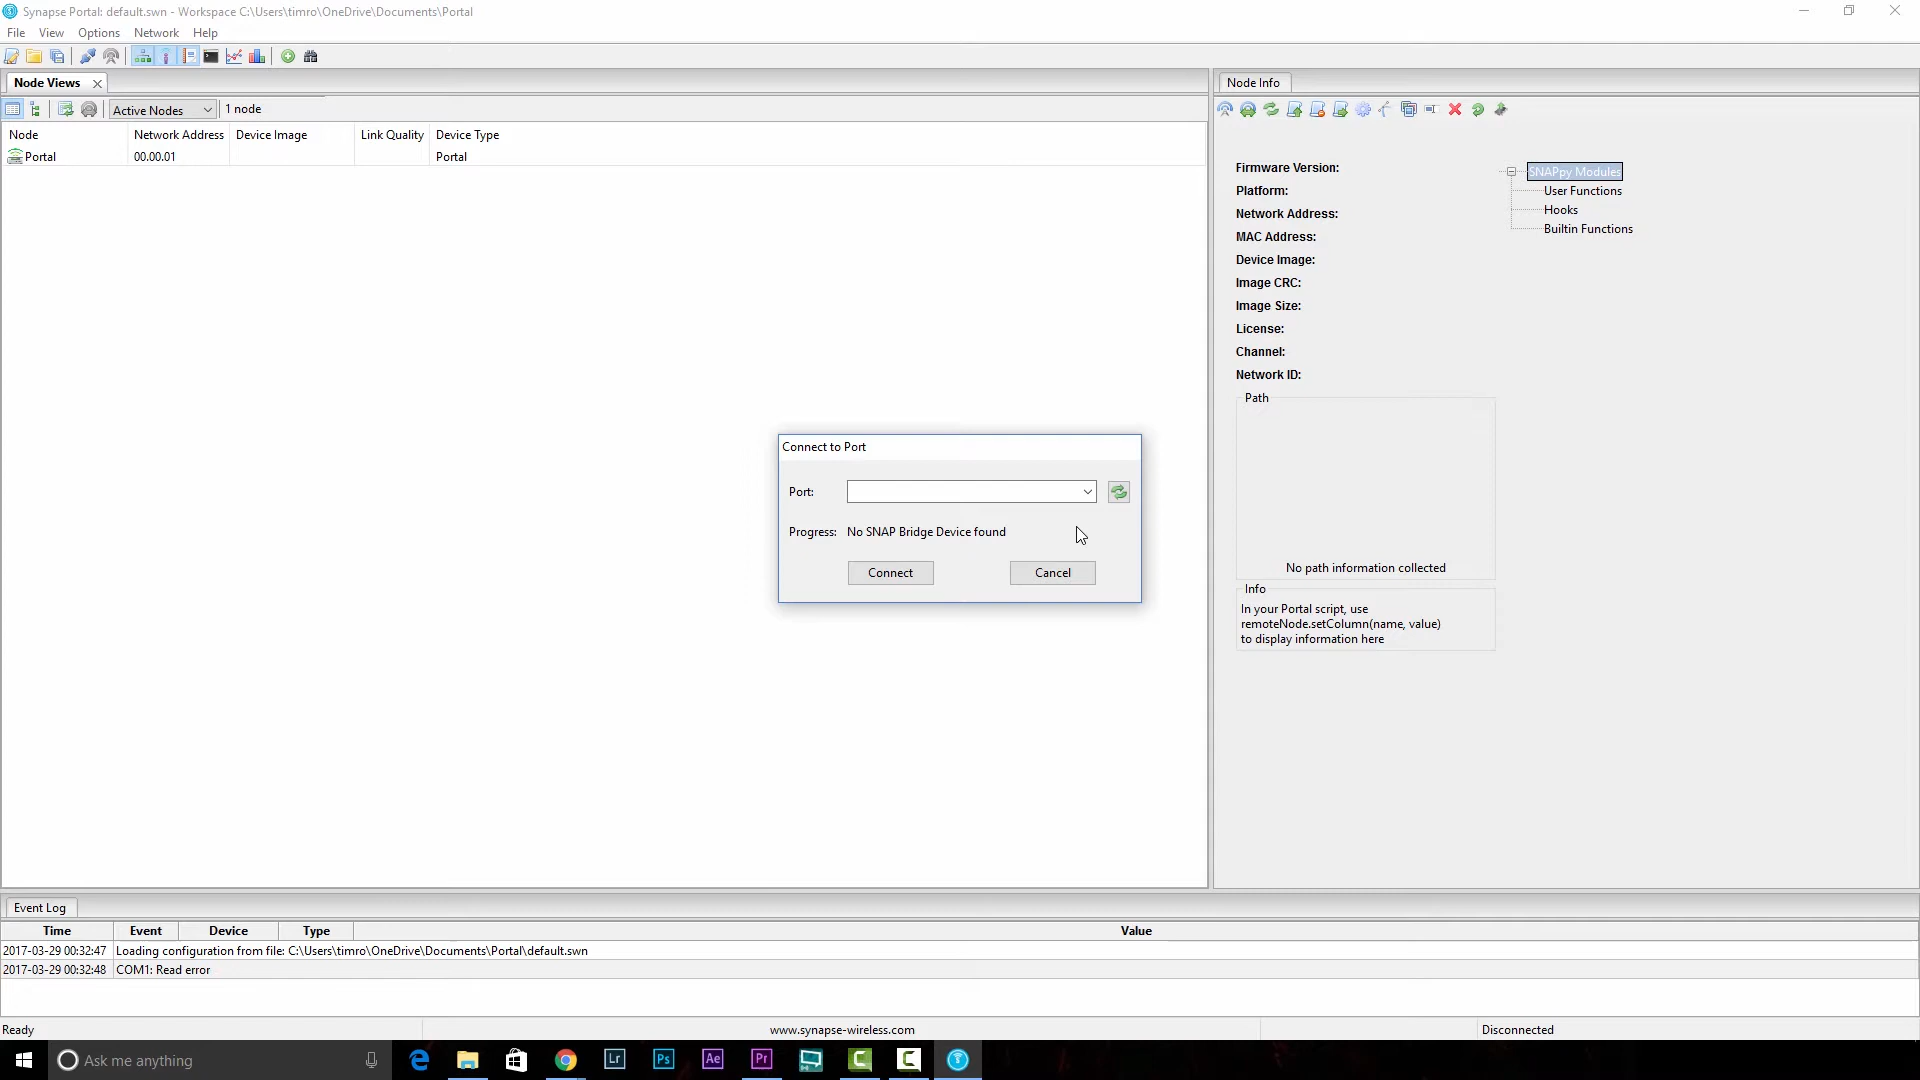 Synapse Portal: default.swn - Workspace C:\Users\timro\OneDrive\Documents\Portal
File View Options Network Help
Node Views
Active Nodes 1 node
Node Network Address Device Image Link Quality Device Type
Portal 00.00.01 Portal
Node Info
Firmware Version:
Platform:
Network Address:
MAC Address:
Device Image:
Image CRC:
Image Size:
License:
Channel:
Network ID:
SNAPpy Modules
User Functions
Hooks
Builtin Functions
Path
No path information collected
Info
In your Portal script, use
remoteNode.setColumn(name, value)
to display information here
Connect to Port
Port:
Progress: No SNAP Bridge Device found
Connect Cancel
Event Log
Time Event Device Type Value
2017-03-29 00:32:47 Loading configuration from file: C:\Users\timro\OneDrive\Documents\Portal\default.swn
2017-03-29 00:32:48 COM1: Read error
Ready www.synapse-wireless.com Disconnected
Ask me anything Lr Ps Ae Pr